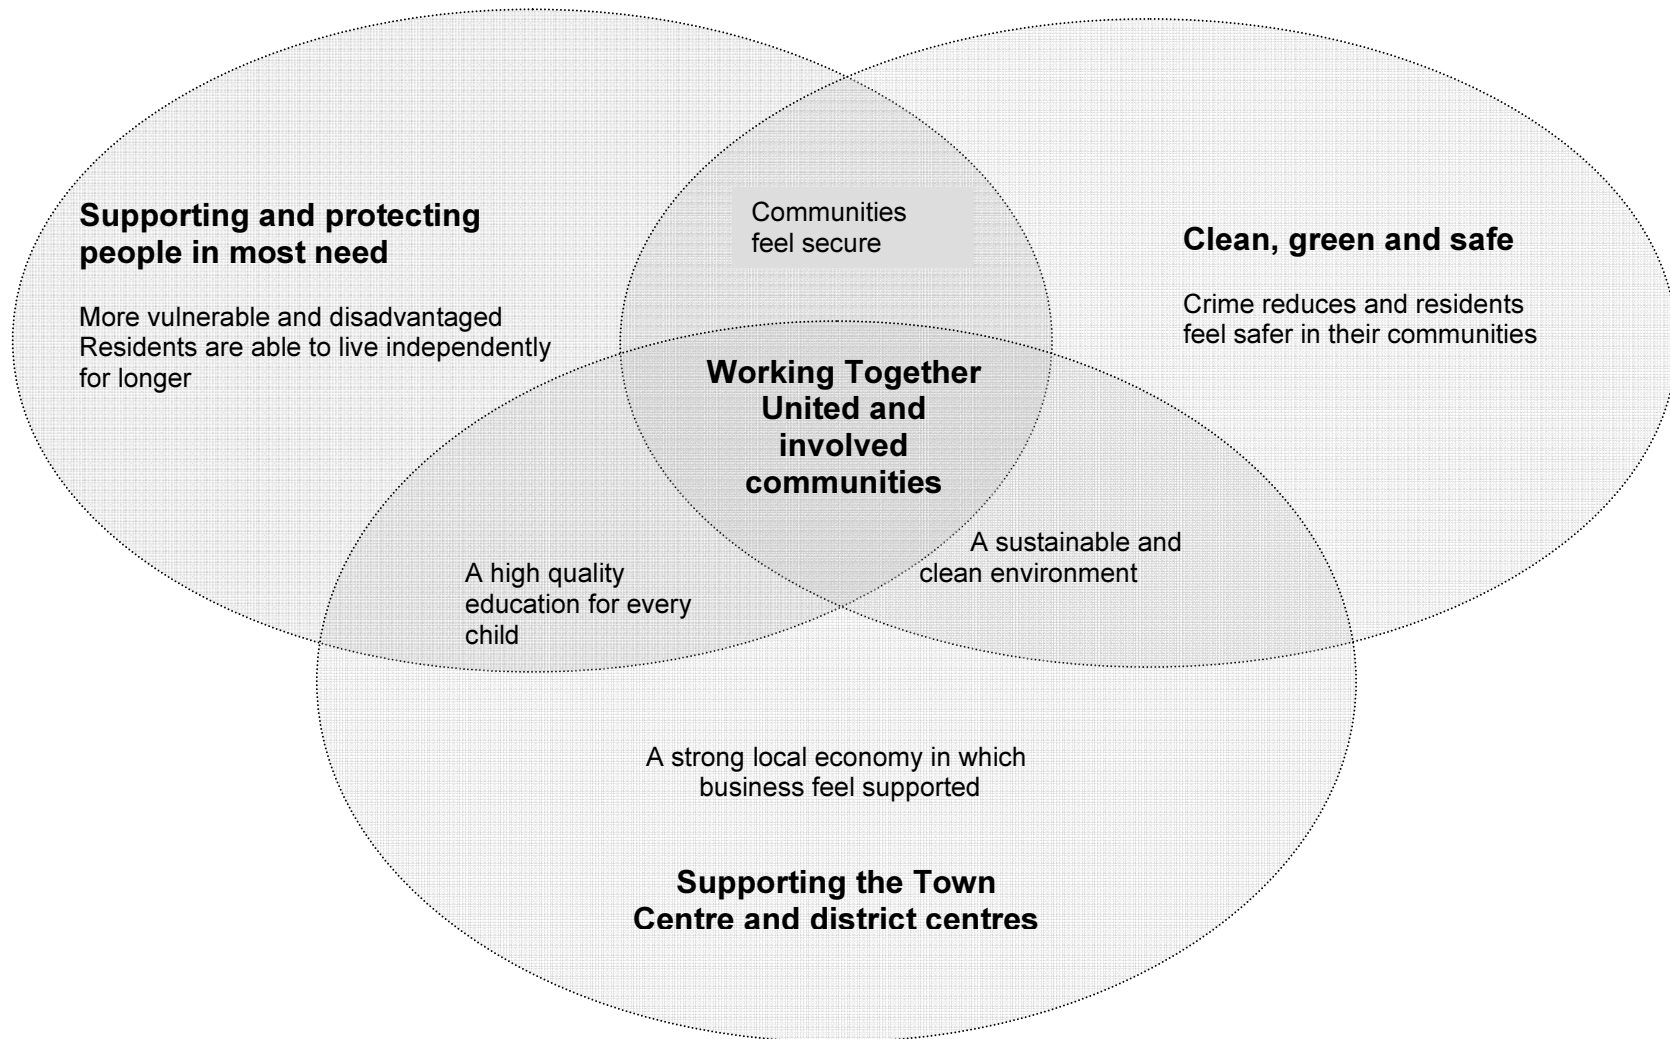 Supporting and protecting
people in most need
More vulnerable and disadvantaged
Residents are able to live independently
for longer
Communities
feel secure
Clean, green and safe
Crime reduces and residents
feel safer in their communities
Working Together
United and
involved
communities
A high quality
education for every
child
A sustainable and
clean environment
A strong local economy in which
business feel supported
Supporting the Town
Centre and district centres